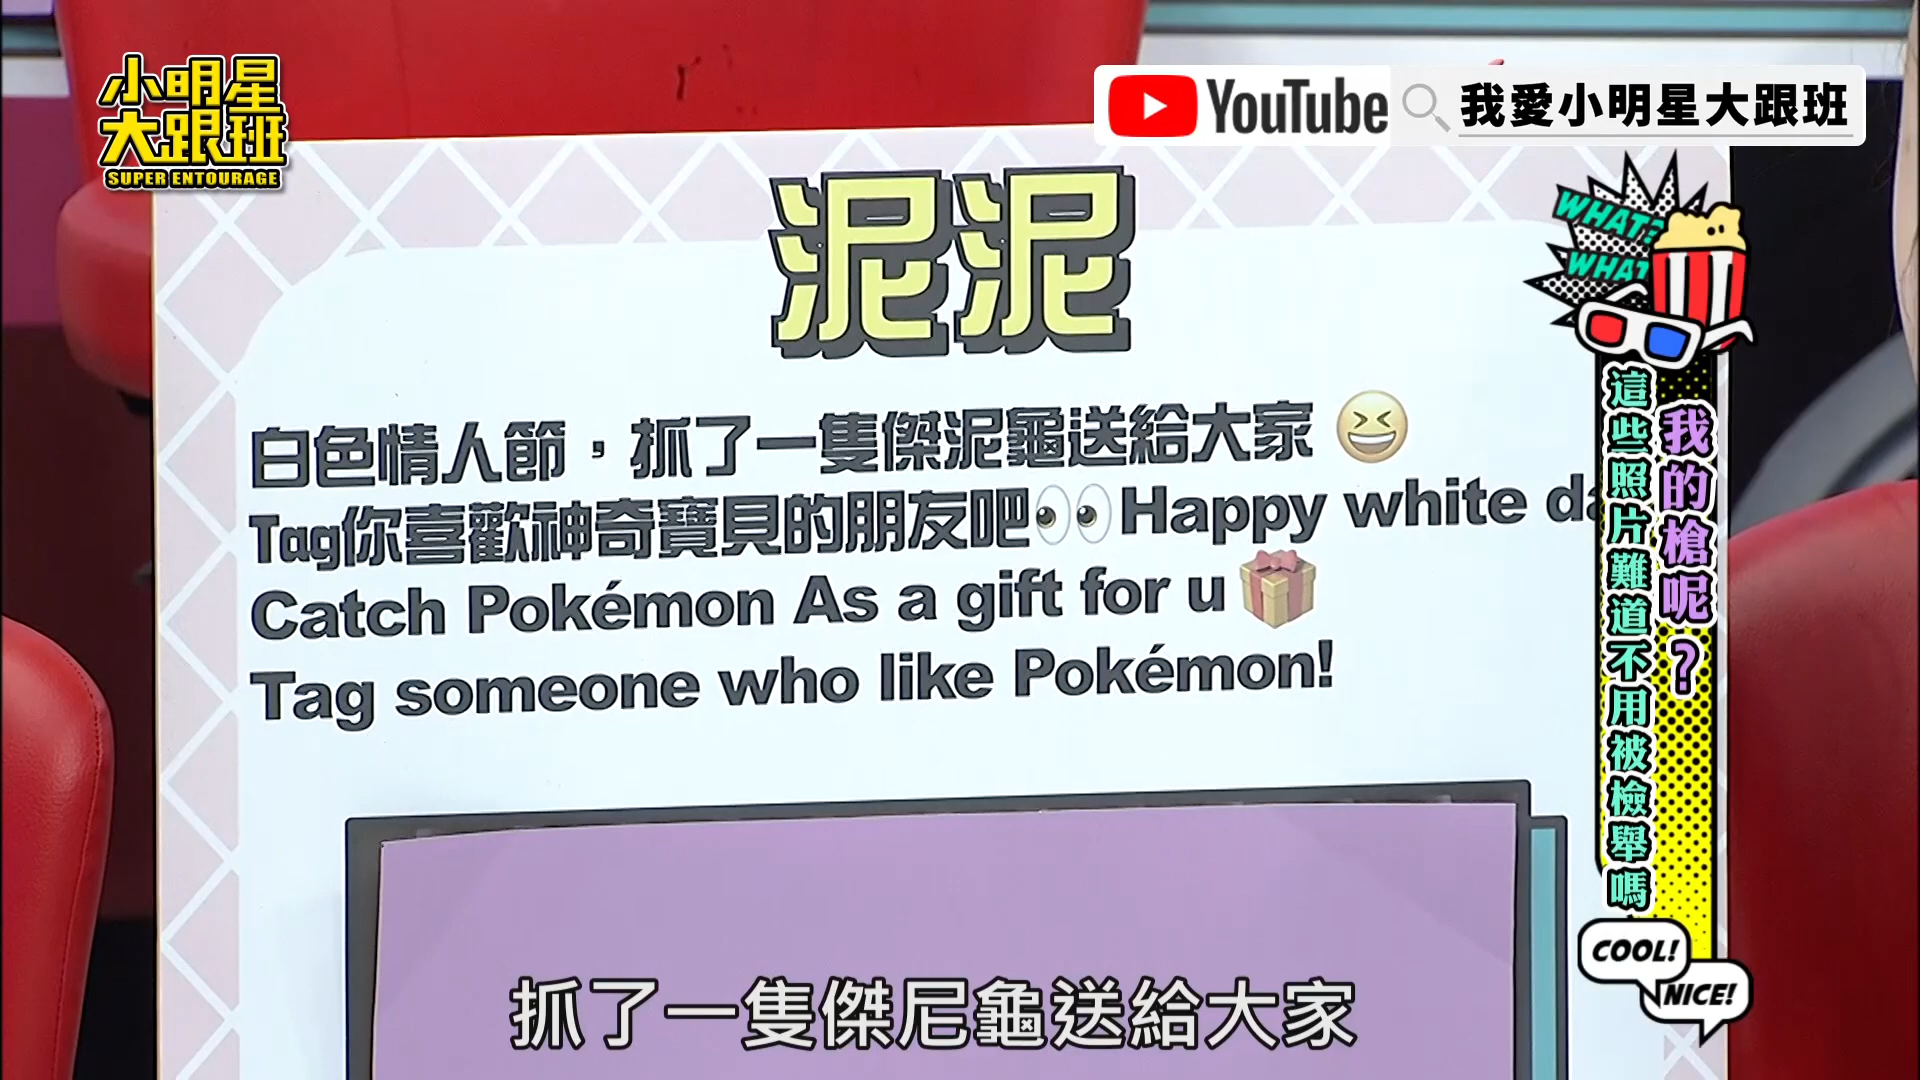 小明星
大跟班
SUPER ENTOURAGE
YouTube 我愛小明星大跟班
WHAT?
WHAT
泥泥
白色情人節，抓了一隻傑泥龜送給大家 😆
Tag你喜歡神奇寶貝的朋友吧👀Happy white da
Catch Pokémon As a gift for u🎁
Tag someone who like Pokémon!
我的槍呢？
這些照片難道不用被檢舉嗎
COOL!
NICE!
抓了一隻傑尼龜送給大家